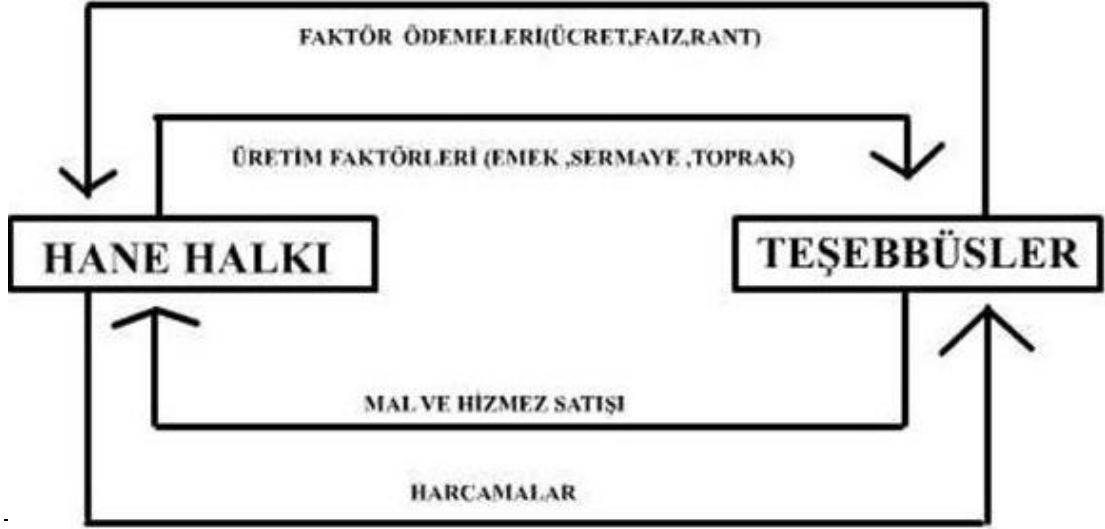 FAKTÖR ÖDEMELERİ(ÜCRET,FAİZ,RANT)
ÜRETİM FAKTÖRLERİ (EMEK ,SERMAYE ,TOPRAK)
HANE HALKI
TEŞEBBÜSLER
MAL VE HİZMEZ SATIŞI
HARCAMALAR